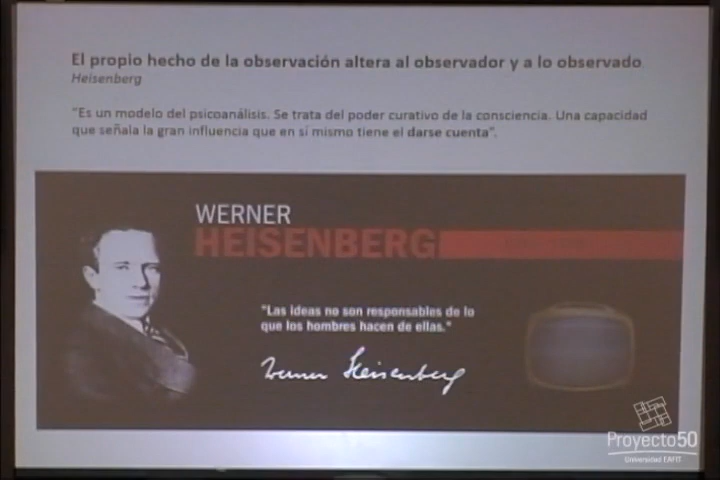 El propio hecho de la observación altera al observador y a lo observado
Heisenberg
"Es un modelo del psicoanálisis. Se trata del poder curativo de la consciencia. Una capacidad
que señala la gran influencia que en sí mismo tiene el darse cuenta".
WERNER
HEISENBERG
"Las ideas no son responsables de lo
que los hombres hacen de ellas."
Werner Heisenberg
Proyecto50
Universidad EAFIT